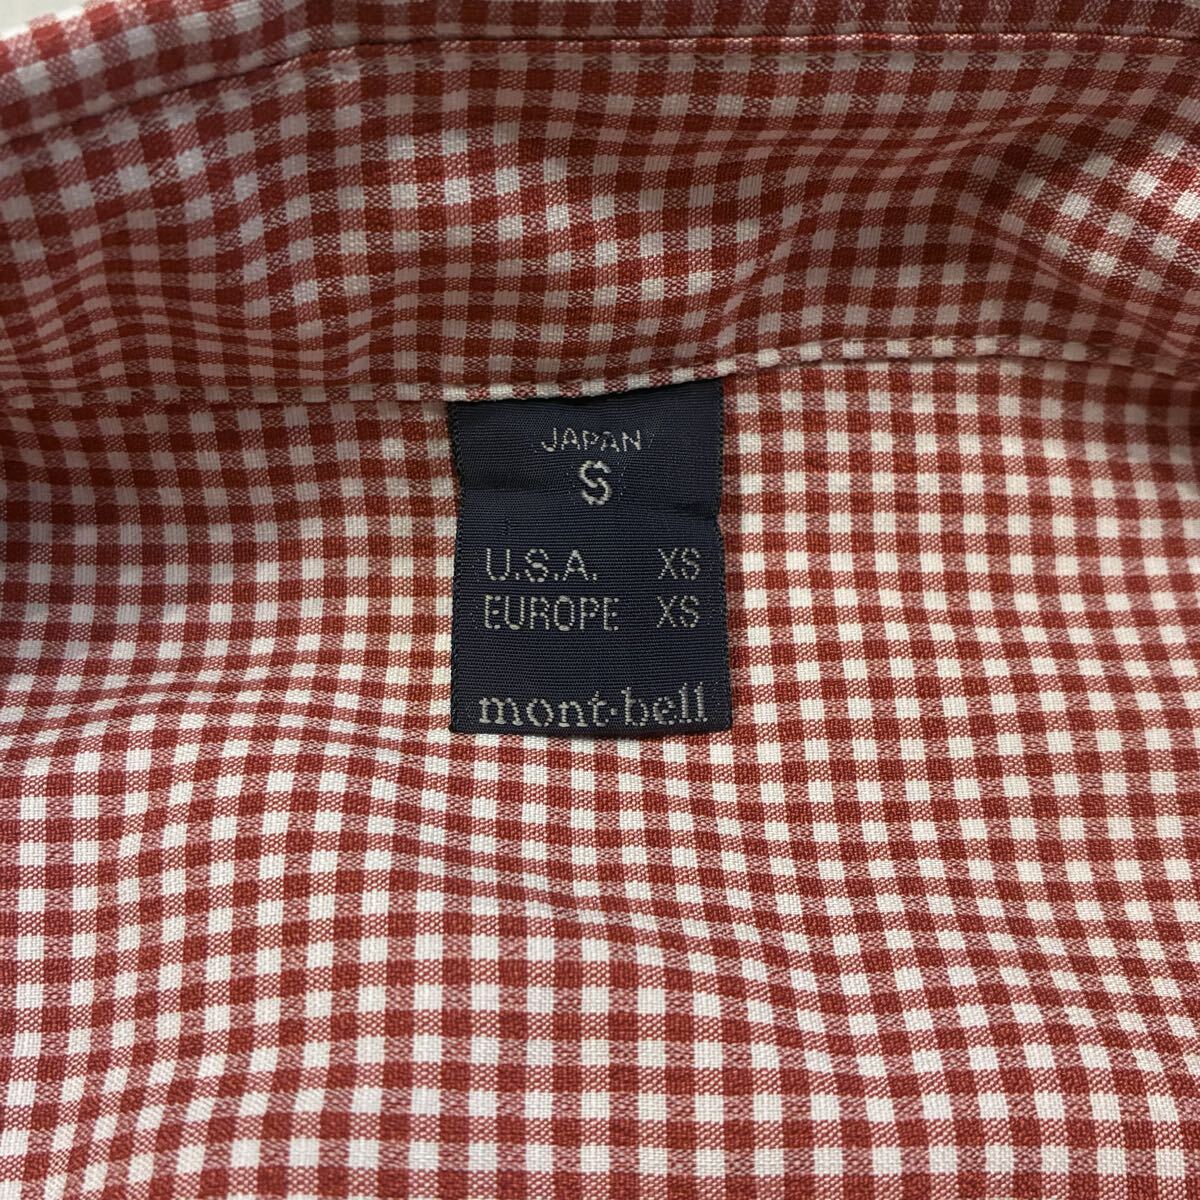 JAPAN
S
U.S.A. XS
EUROPE XS
mont·bell